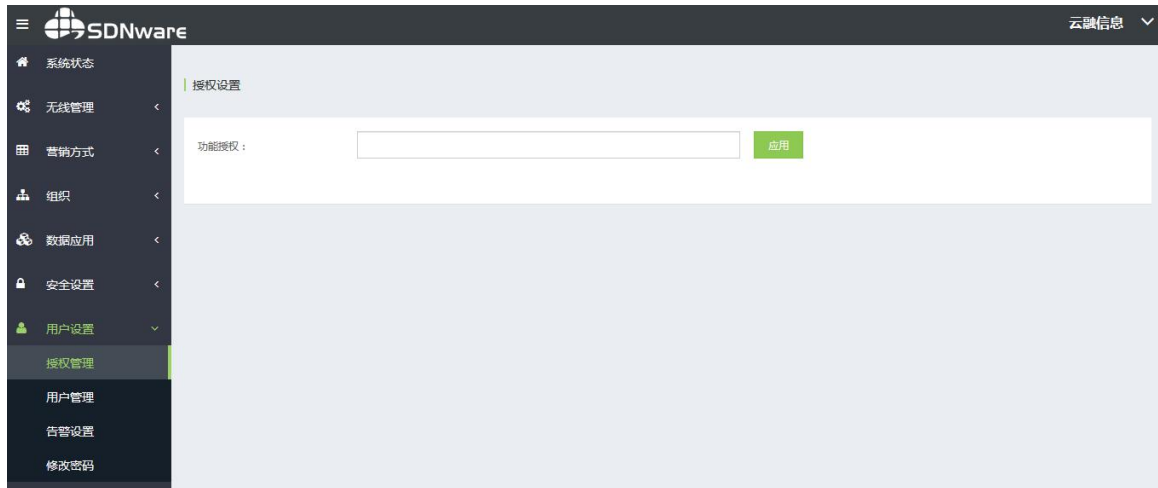 SDNware
云融信息
系统状态
无线管理
营销方式
组织
数据应用
安全设置
用户设置
授权管理
用户管理
告警设置
修改密码
授权设置
功能授权：
应用